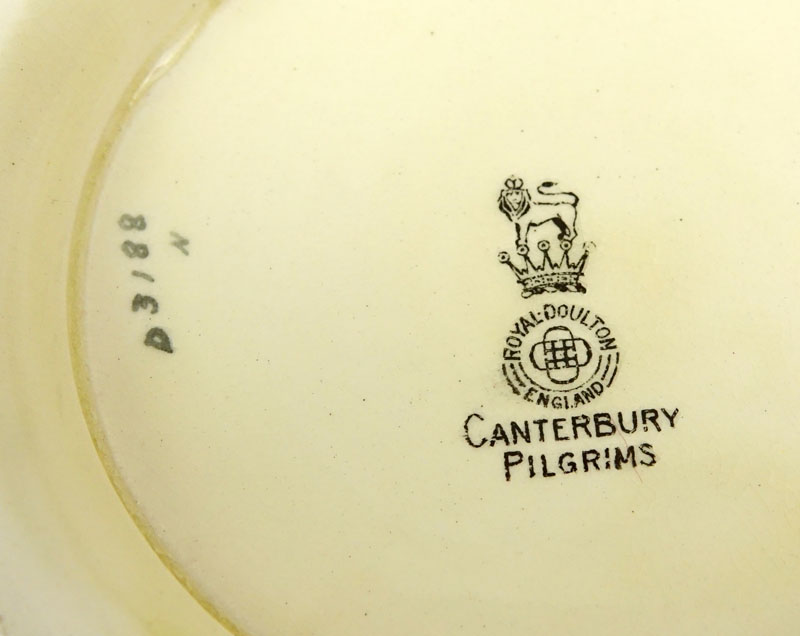 D3188
N
ROYAL·DOULTON
ENGLAND
CANTERBURY
PILGRIMS